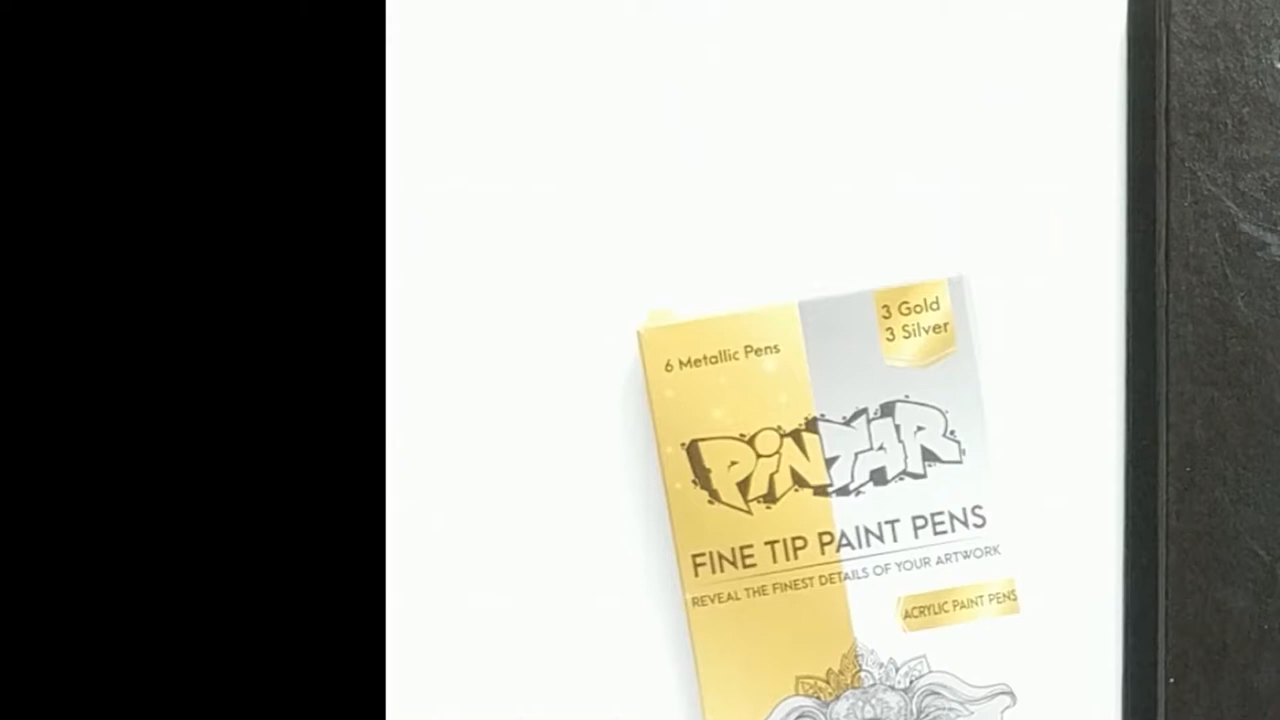 3 Gold
3 Silver
6 Metallic Pens
PINTAR
FINE TIP PAINT PENS
REVEAL THE FINEST DETAILS OF YOUR ARTWORK
ACRYLIC PAINT PENS